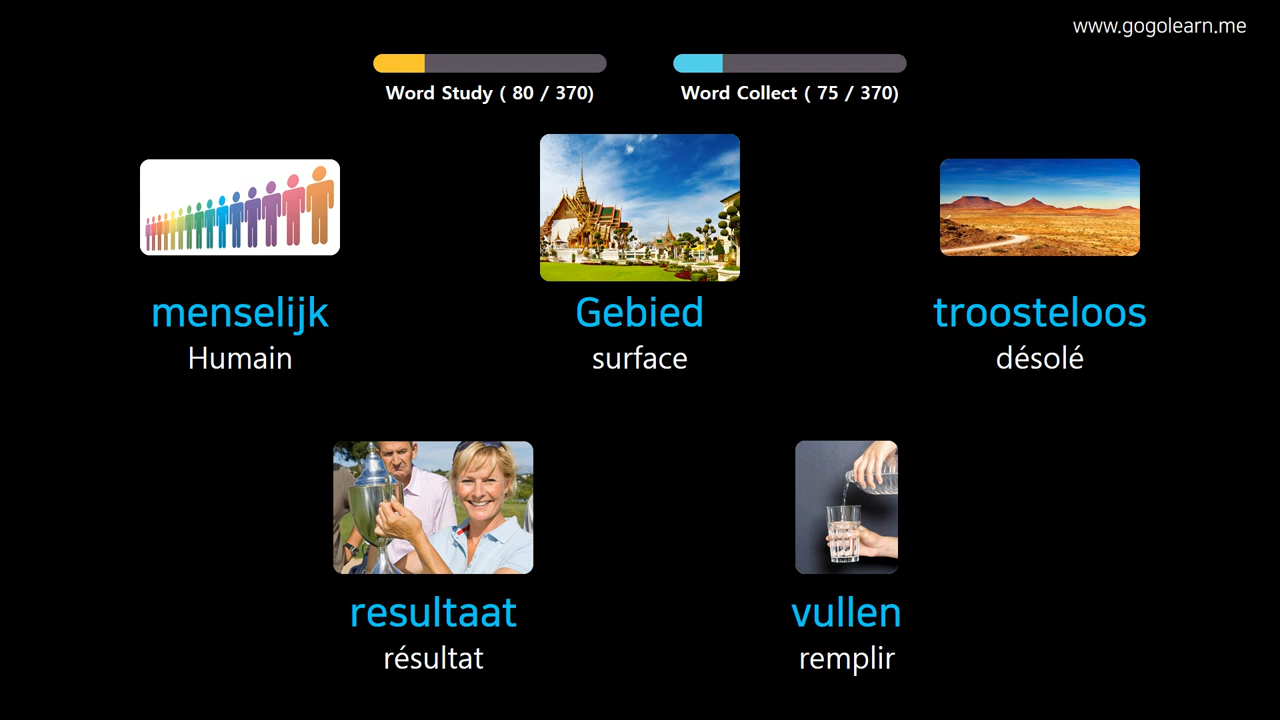 www.gogolearn.me
Word Study ( 80 / 370)
Word Collect ( 75 / 370)
menselijk
Humain
Gebied
surface
troosteloos
désolé
resultaat
résultat
vullen
remplir